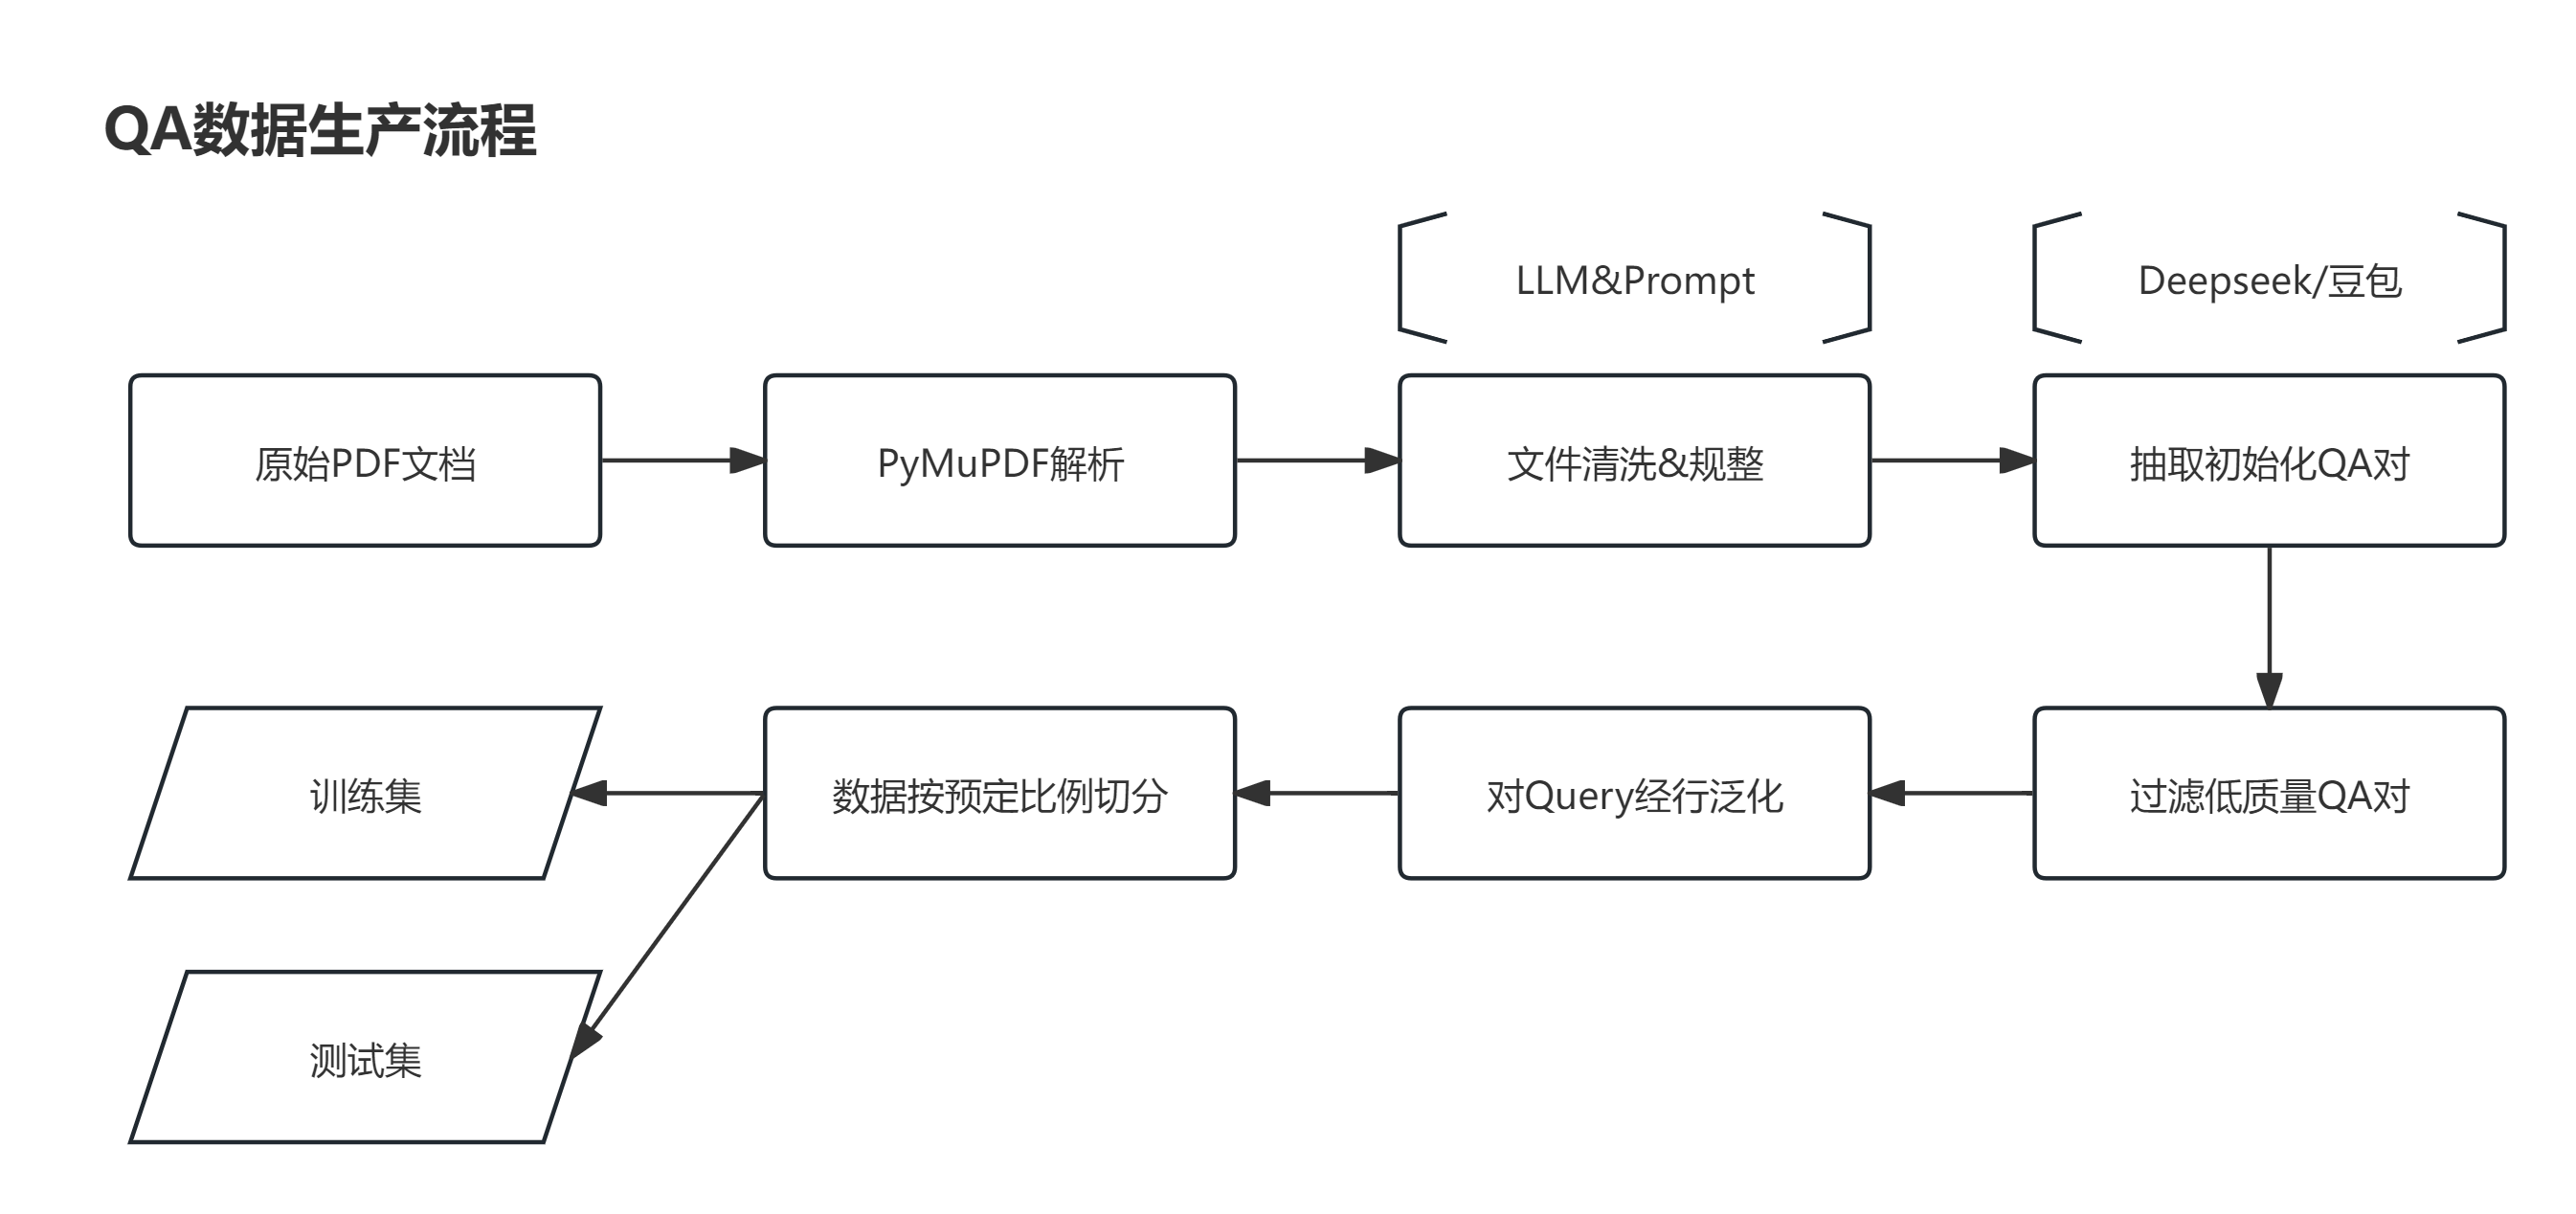 QA数据生产流程
LLM&Prompt
Deepseek/豆包
原始PDF文档
PyMuPDF解析
文件清洗&规整
抽取初始化QA对
训练集
数据按预定比例切分
对Query经行泛化
过滤低质量QA对
测试集